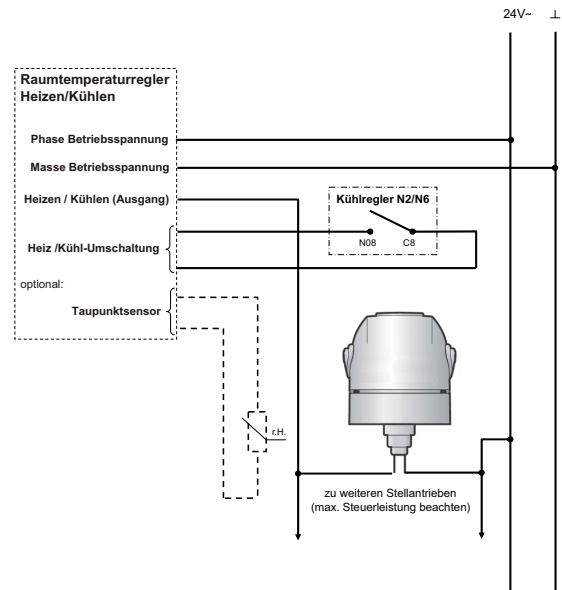 24V~ ⊥
Raumtemperaturregler
Heizen/Kühlen
Phase Betriebsspannung
Masse Betriebsspannung
Heizen / Kühlen (Ausgang)
Kühlregler N2/N6
N08 C8
Heiz /Kühl-Umschaltung
optional:
Taupunktsensor
r.H.
zu weiteren Stellantrieben
(max. Steuerleistung beachten)